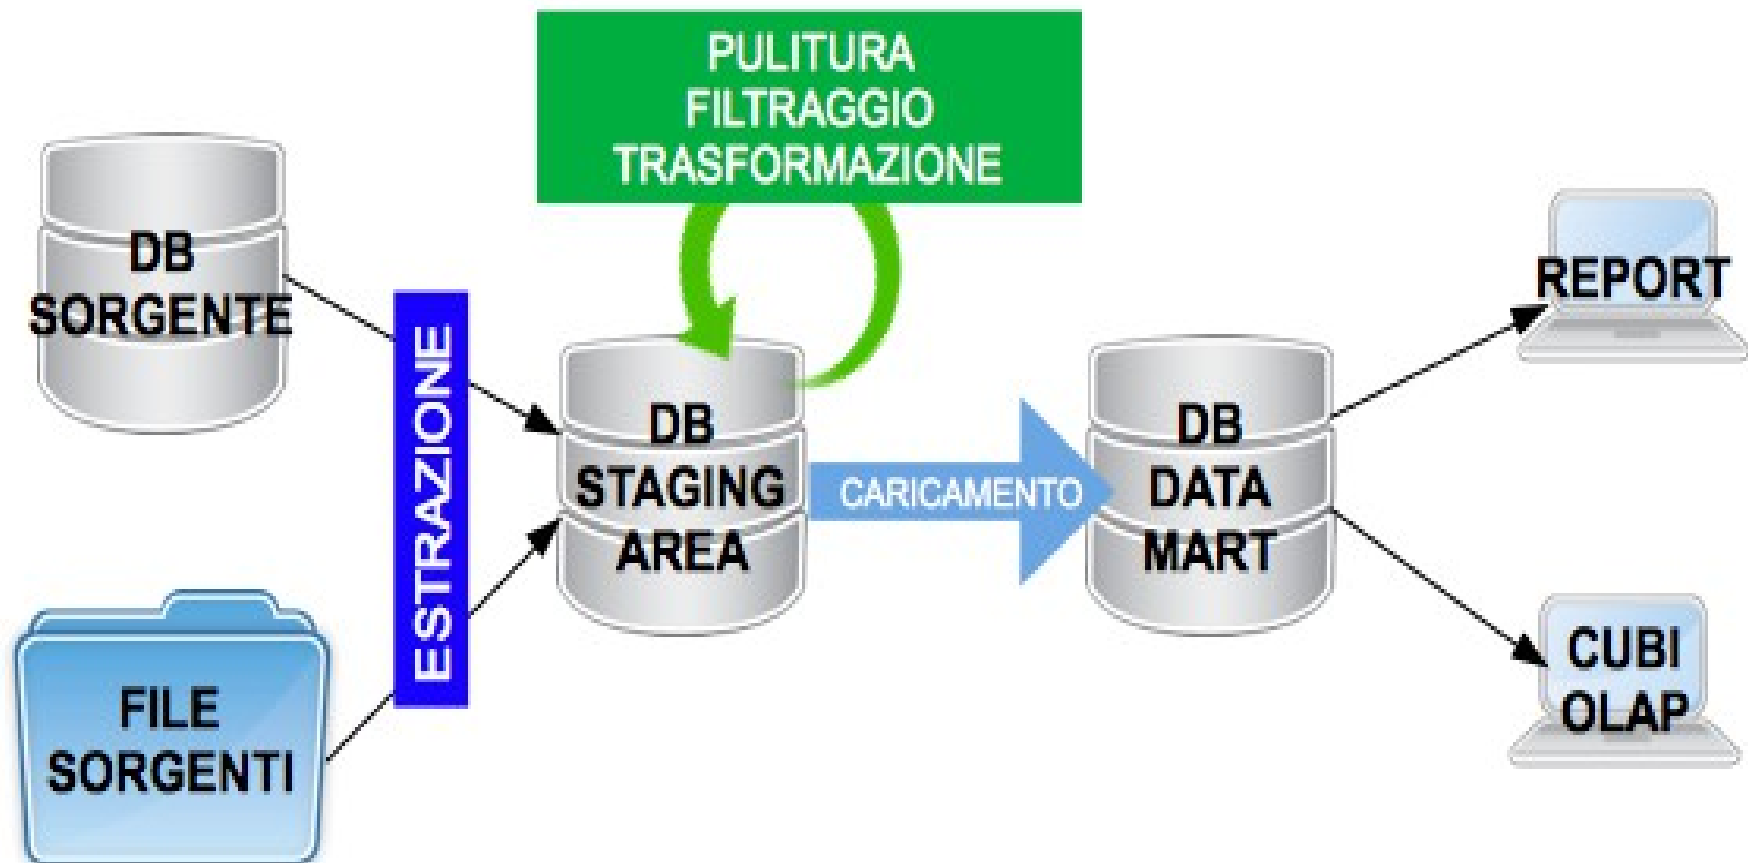 PULITURA
FILTRAGGIO
TRASFORMAZIONE
DB
SORGENTE
ESTRAZIONE
FILE
SORGENTI
DB
STAGING
AREA
CARICAMENTO
DB
DATA
MART
REPORT
CUBI
OLAP